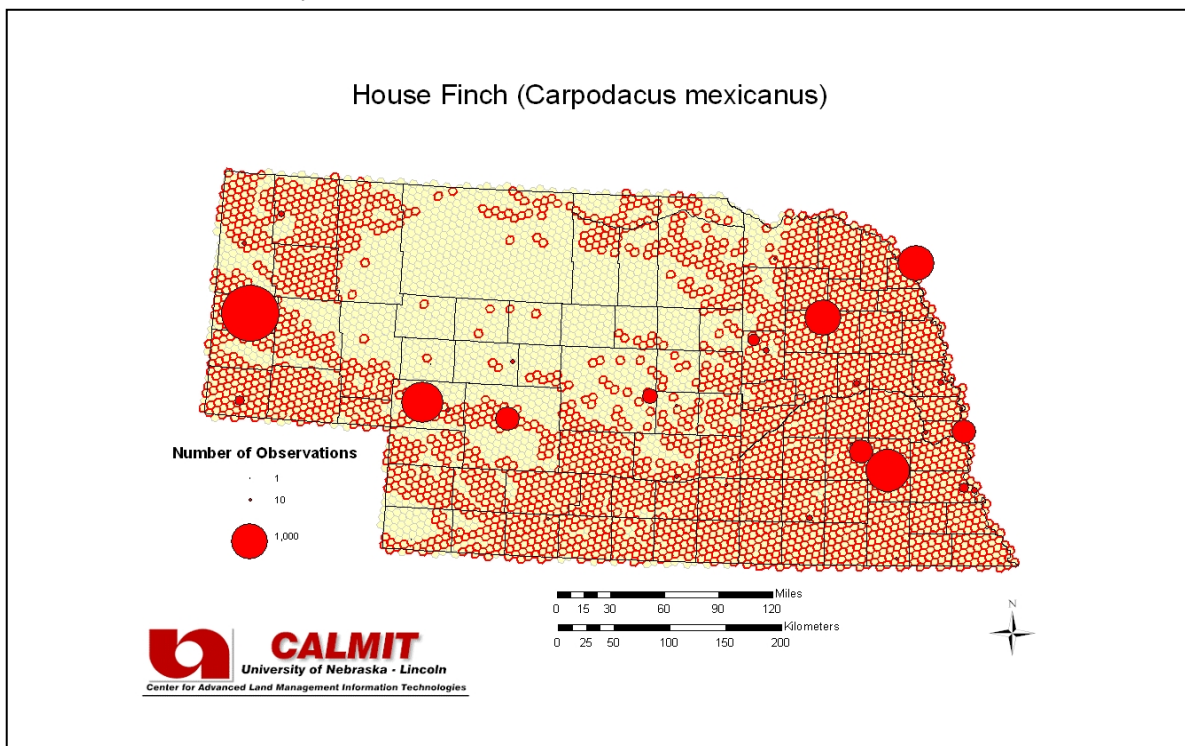 House Finch (Carpodacus mexicanus)
Number of Observations
1
10
1,000
Miles
0 15 30 60 90 120
Kilometers
0 25 50 100 150 200
N
CALMIT
University of Nebraska - Lincoln
Center for Advanced Land Management Information Technologies